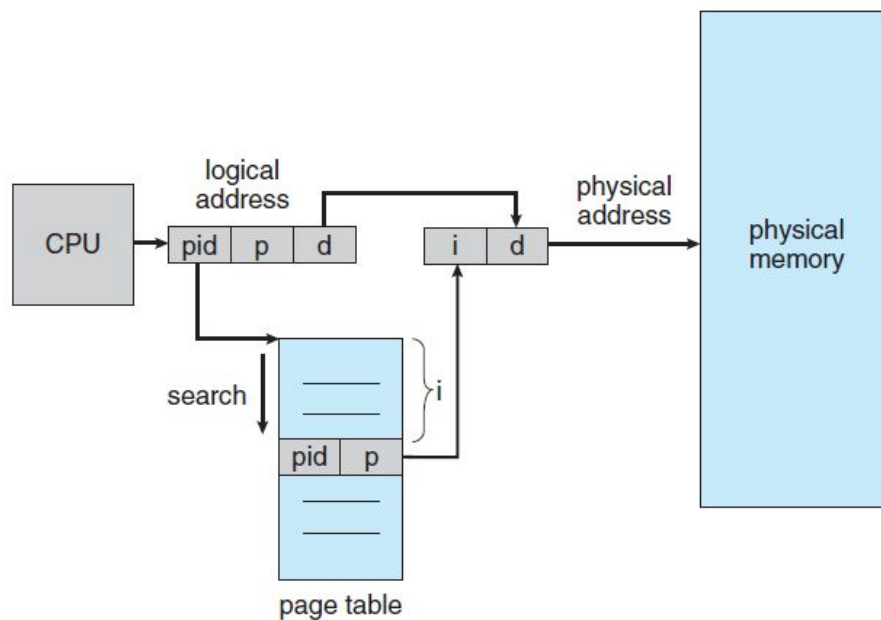 logical
address
physical
address
CPU
pid p d
i d
physical
memory
search
i
pid p
page table